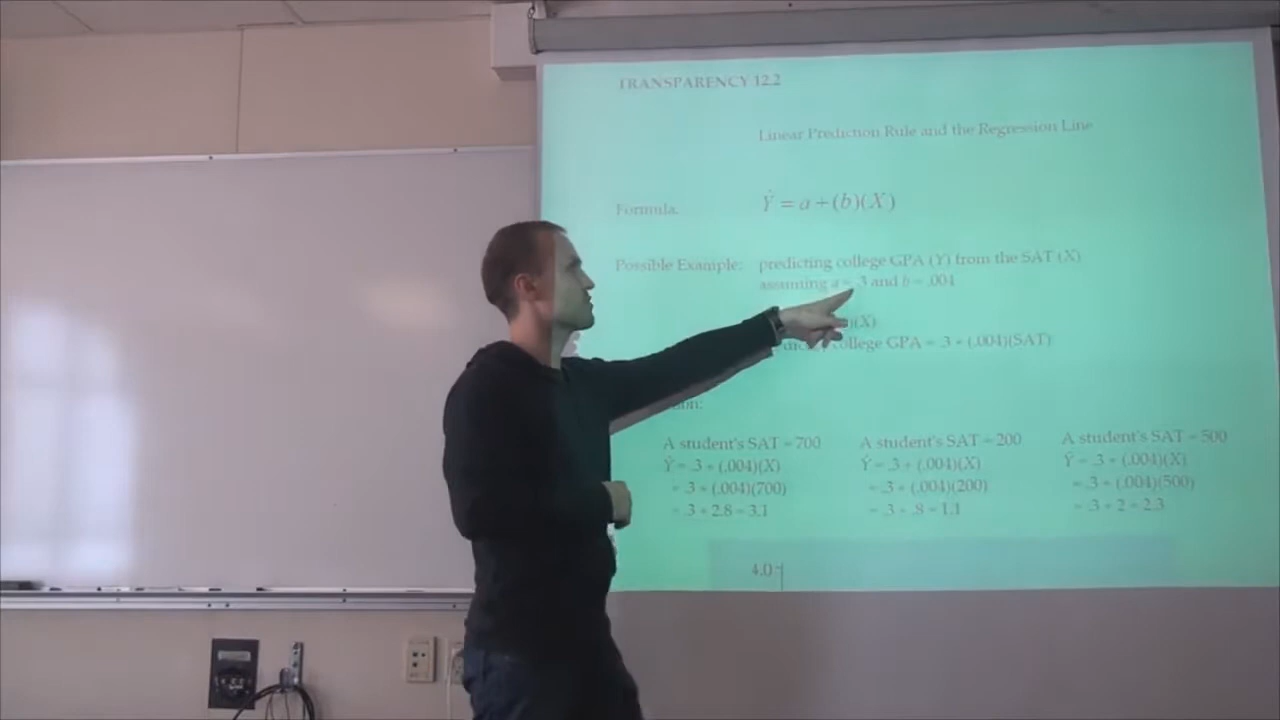 TRANSPARENCY 12.2
Linear Prediction Rule and the Regression Line
Formula: Ŷ = a + (b)(X)
Possible Example: predicting college GPA (Y) from the SAT (X)
assuming a = .3 and b = .004
)(X)
college GPA = .3 + (.004)(SAT)
A student's SAT = 700 A student's SAT = 200 A student's SAT = 500
Ŷ = .3 + (.004)(X) Ŷ = .3 + (.004)(X) Ŷ = .3 + (.004)(X)
= .3 + (.004)(700) = .3 + (.004)(200) = .3 + (.004)(500)
= .3 + 2.8 = 3.1 = .3 + .8 = 1.1 = .3 + 2 = 2.3
4.0